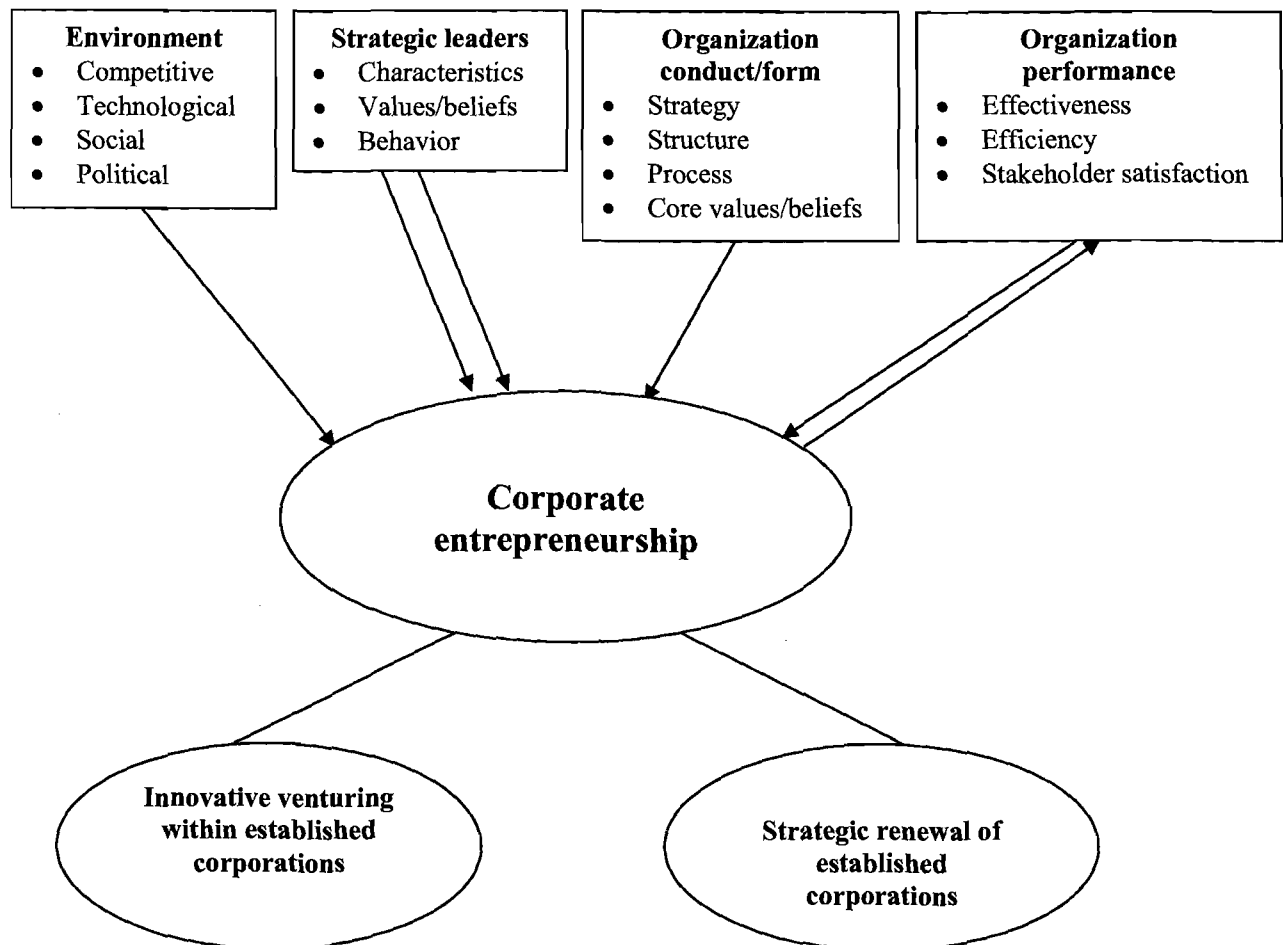 Environment
• Competitive
• Technological
• Social
• Political
Strategic leaders
• Characteristics
• Values/beliefs
• Behavior
Organization
conduct/form
• Strategy
• Structure
• Process
• Core values/beliefs
Organization
performance
• Effectiveness
• Efficiency
• Stakeholder satisfaction
Corporate
entrepreneurship
Innovative venturing
within established
corporations
Strategic renewal of
established
corporations